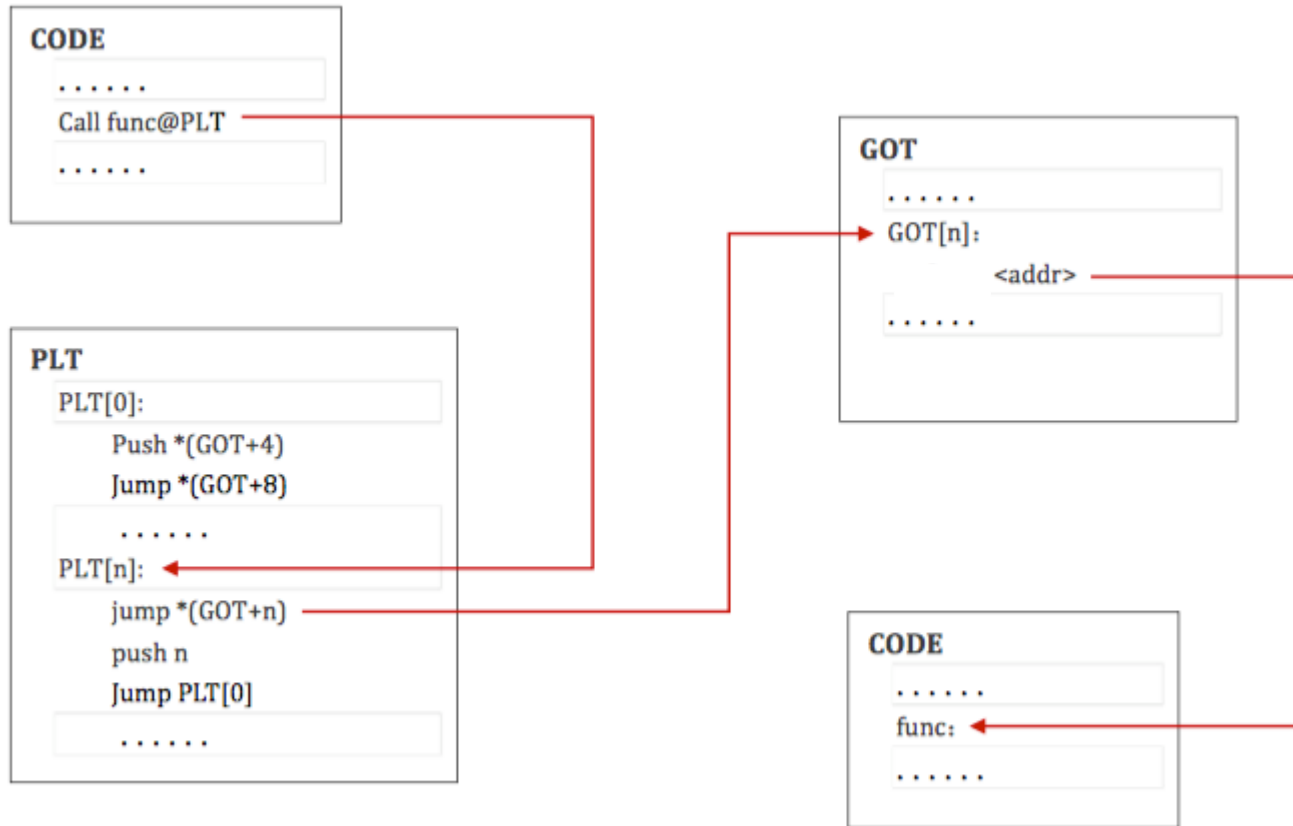 CODE
......
Call func@PLT
......
PLT
PLT[0]:
Push *(GOT+4)
Jump *(GOT+8)
......
PLT[n]:
jump *(GOT+n)
push n
Jump PLT[0]
......
GOT
......
GOT[n]:
<addr>
......
CODE
......
func:
......